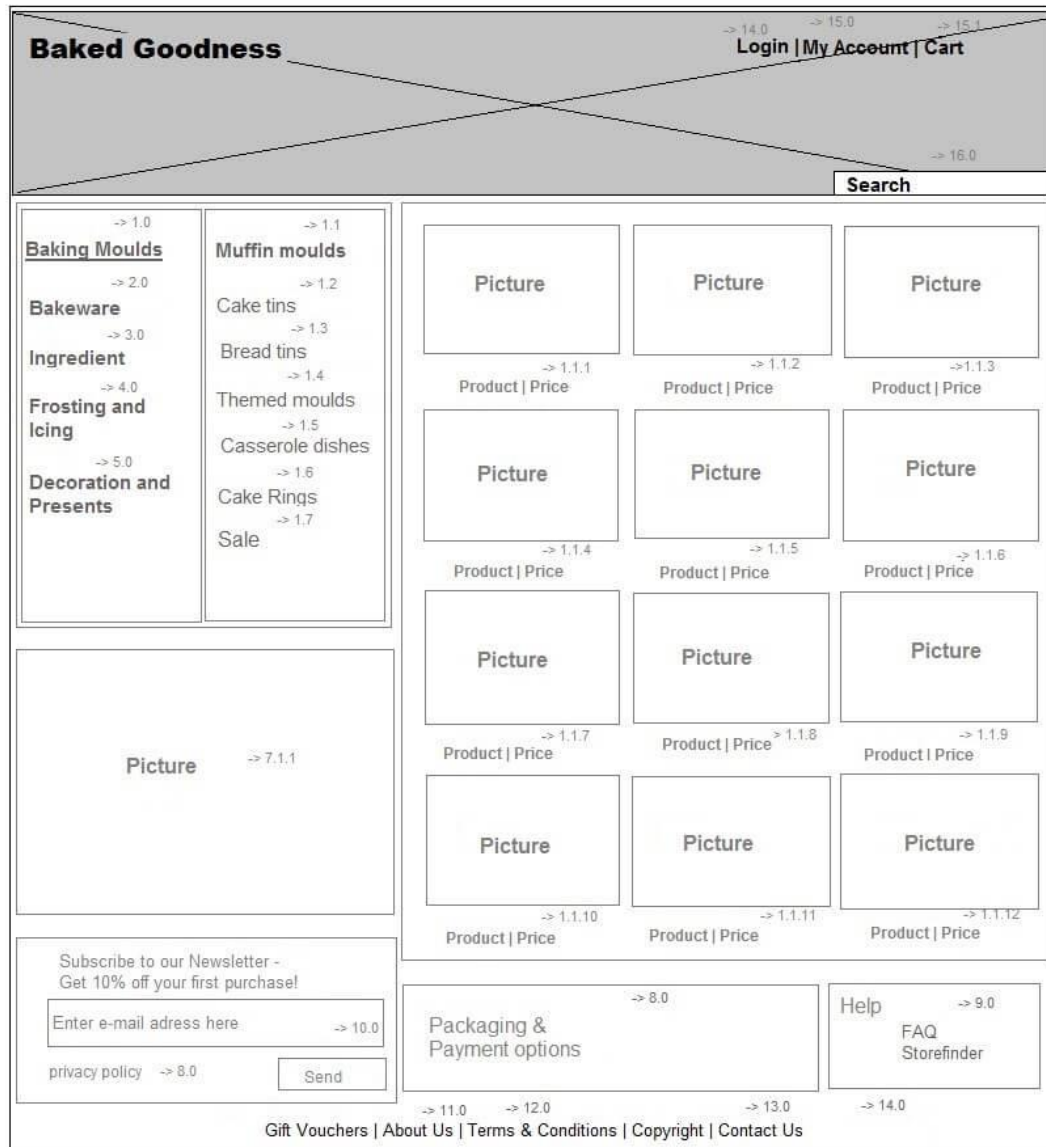 -> 14.0 -> 15.0 -> 15.1
Baked Goodness
Login | My Account | Cart
-> 16.0
Search
-> 1.0
Baking Moulds
-> 2.0
Bakeware
-> 3.0
Ingredient
-> 4.0
Frosting and
Icing
-> 5.0
Decoration and
Presents
-> 1.1
Muffin moulds
-> 1.2
Cake tins
-> 1.3
Bread tins
-> 1.4
Themed moulds
-> 1.5
Casserole dishes
-> 1.6
Cake Rings
-> 1.7
Sale
Picture Picture Picture
-> 1.1.1 -> 1.1.2 ->1.1.3
Product | Price Product | Price Product | Price
Picture Picture Picture
-> 1.1.4 -> 1.1.5 -> 1.1.6
Product | Price Product | Price Product | Price
Picture Picture Picture
-> 1.1.7 > 1.1.8 -> 1.1.9
Product | Price Product | Price Product | Price
Picture Picture Picture
-> 1.1.10 -> 1.1.11 -> 1.1.12
Product | Price Product | Price Product | Price
Picture -> 7.1.1
Subscribe to our Newsletter -
Get 10% off your first purchase!
Enter e-mail adress here -> 10.0
privacy policy -> 8.0 Send
-> 8.0
Packaging &
Payment options
Help -> 9.0
FAQ
Storefinder
-> 11.0 -> 12.0 -> 13.0 -> 14.0
Gift Vouchers | About Us | Terms & Conditions | Copyright | Contact Us